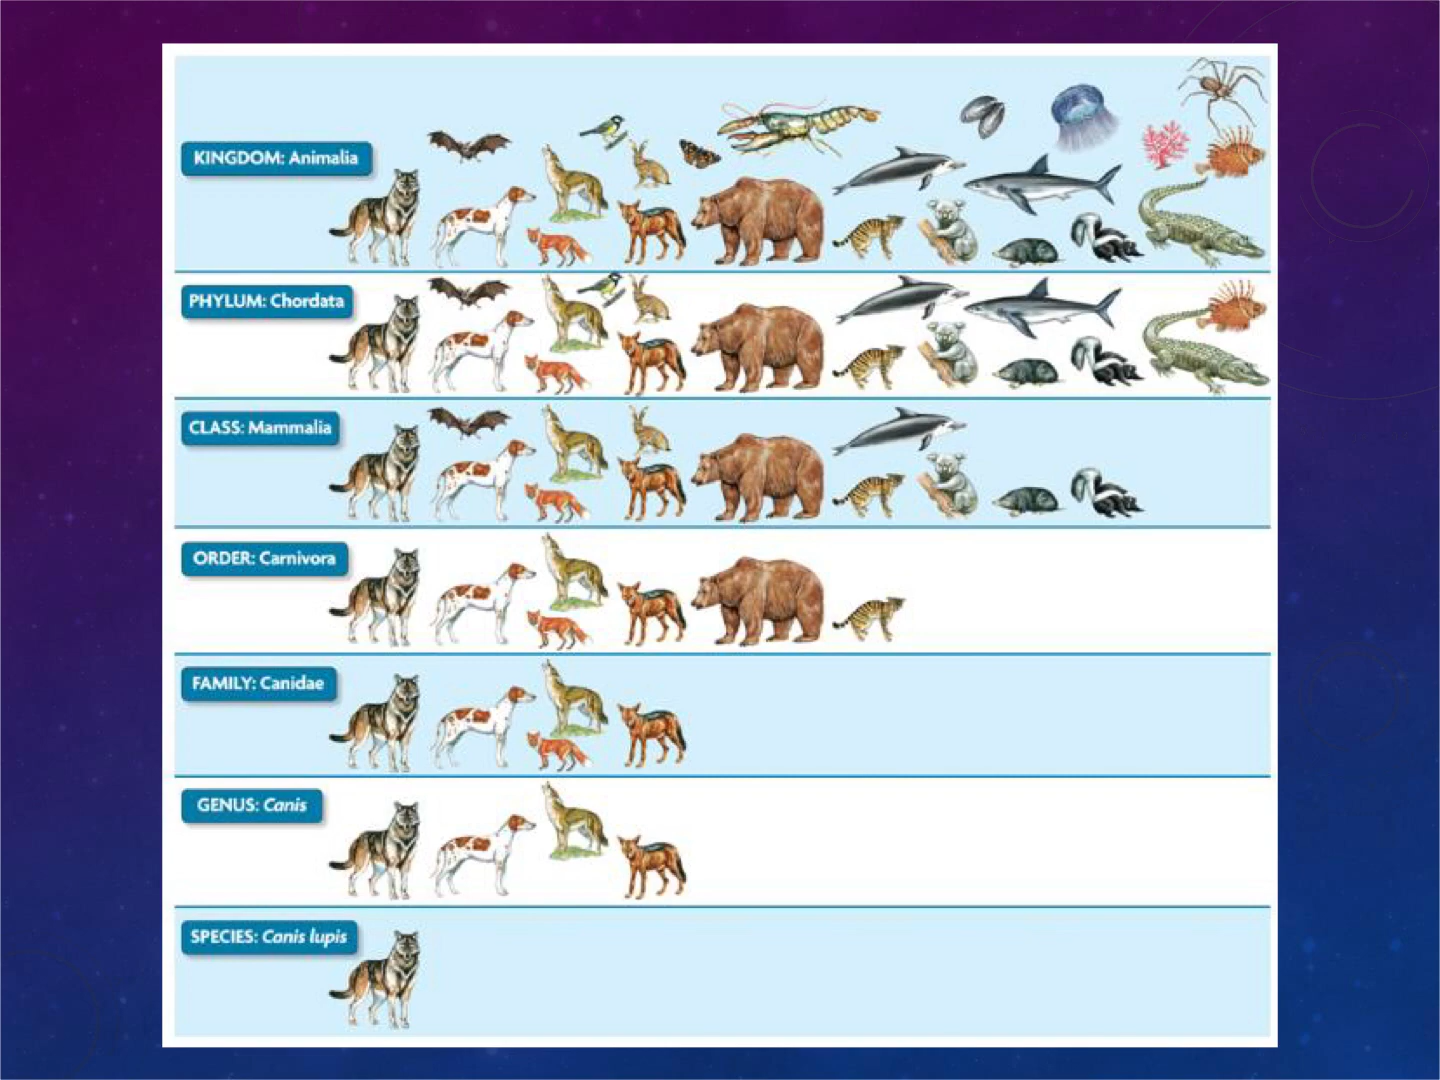 KINGDOM: Animalia
PHYLUM: Chordata
CLASS: Mammalia
ORDER: Carnivora
FAMILY: Canidae
GENUS: Canis
SPECIES: Canis lupis